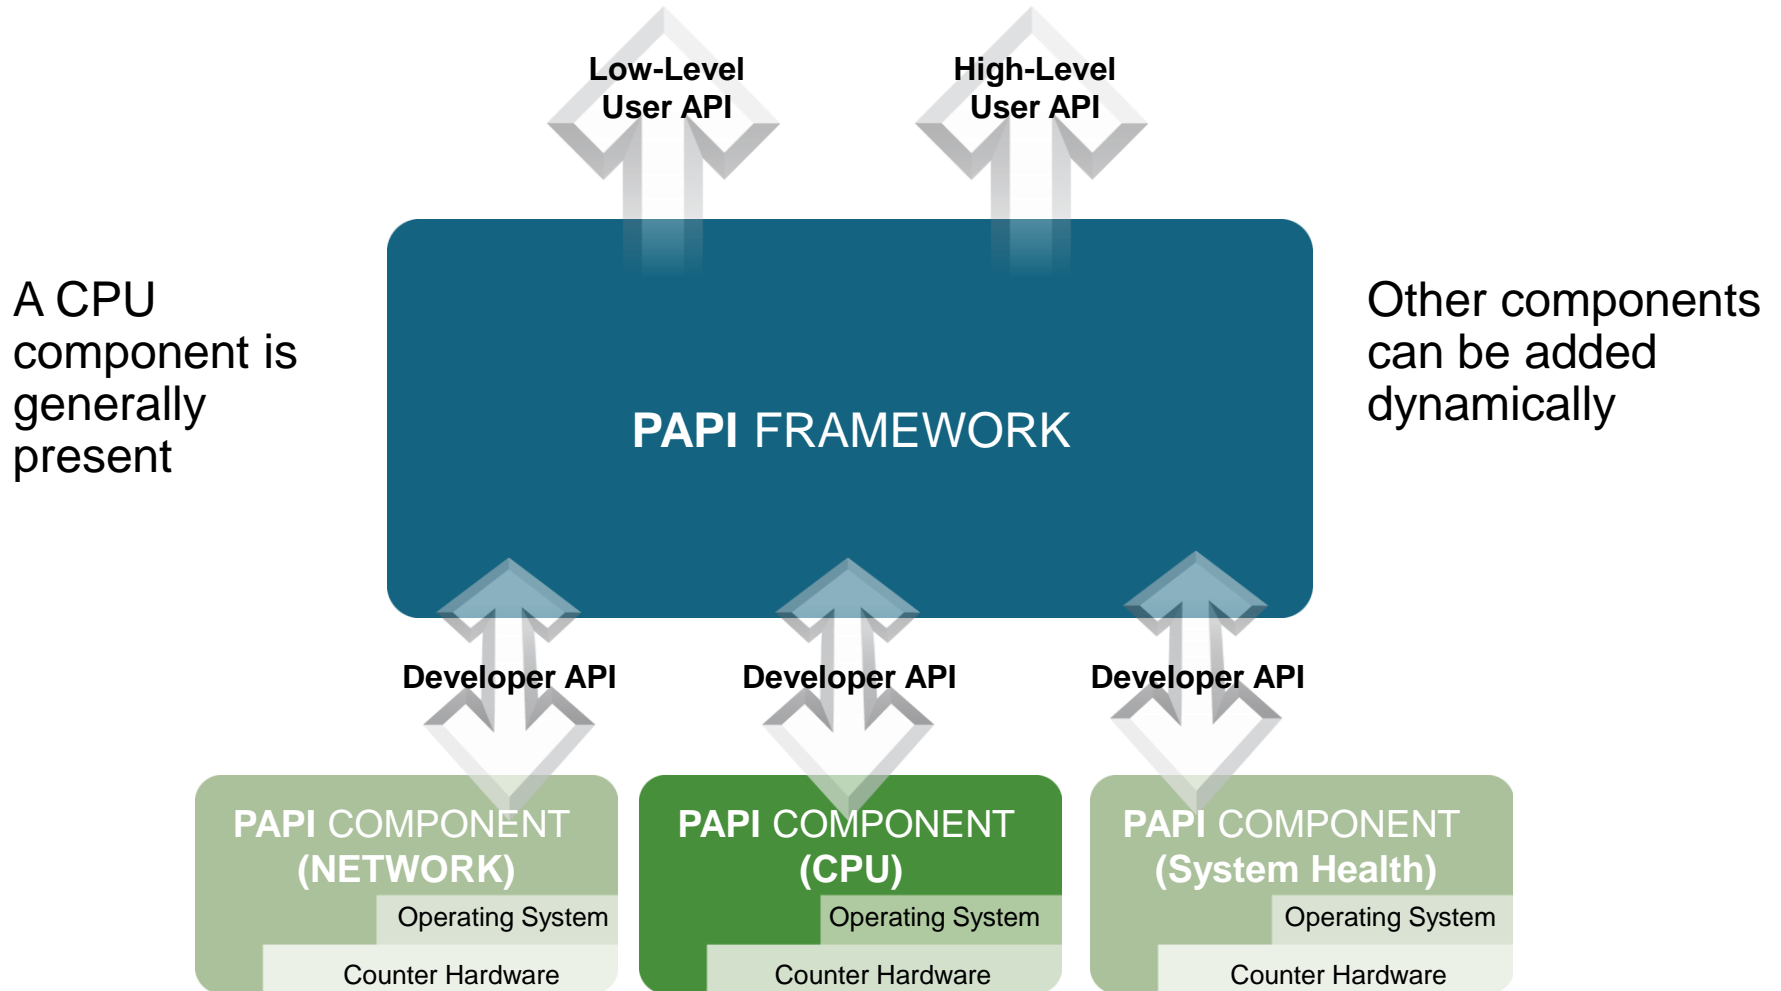 Low-Level
User API
High-Level
User API
A CPU
component is
generally
present
PAPI FRAMEWORK
Other components
can be added
dynamically
Developer API
Developer API
Developer API
PAPI COMPONENT
(NETWORK)
Operating System
Counter Hardware
PAPI COMPONENT
(CPU)
Operating System
Counter Hardware
PAPI COMPONENT
(System Health)
Operating System
Counter Hardware